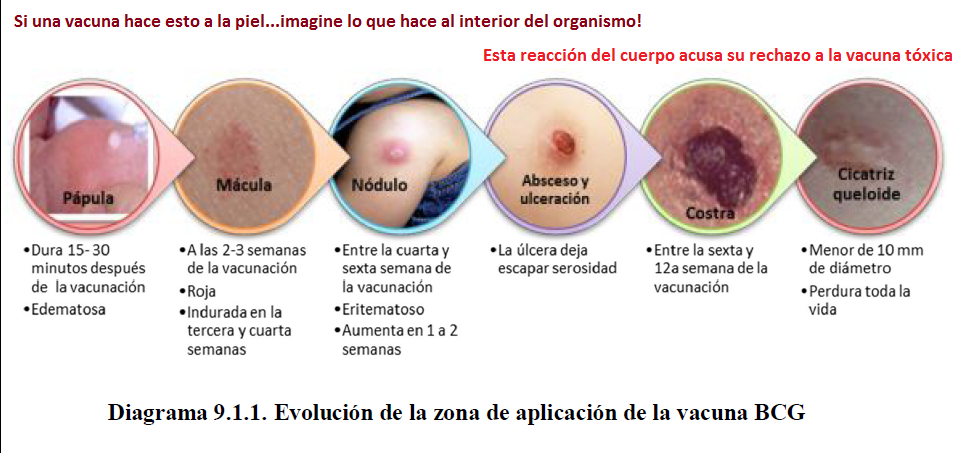 Si una vacuna hace esto a la piel...imagine lo que hace al interior del organismo!
Esta reacción del cuerpo acusa su rechazo a la vacuna tóxica
Pápula
•Dura 15-30
minutos después
de la vacunación
•Edematosa
Mácula
•A las 2-3 semanas
de la vacunación
•Roja
•Indurada en la
tercera y cuarta
semanas
Nódulo
•Entre la cuarta y
sexta semana de
la vacunación
•Eritematoso
•Aumenta en 1 a 2
semanas
Absceso y
ulceración
•La úlcera deja
escapar serosidad
Costra
•Entre la sexta y
12a semana de la
vacunación
Cicatriz
queloide
•Menor de 10 mm
de diámetro
•Perdura toda la
vida
Diagrama 9.1.1. Evolución de la zona de aplicación de la vacuna BCG